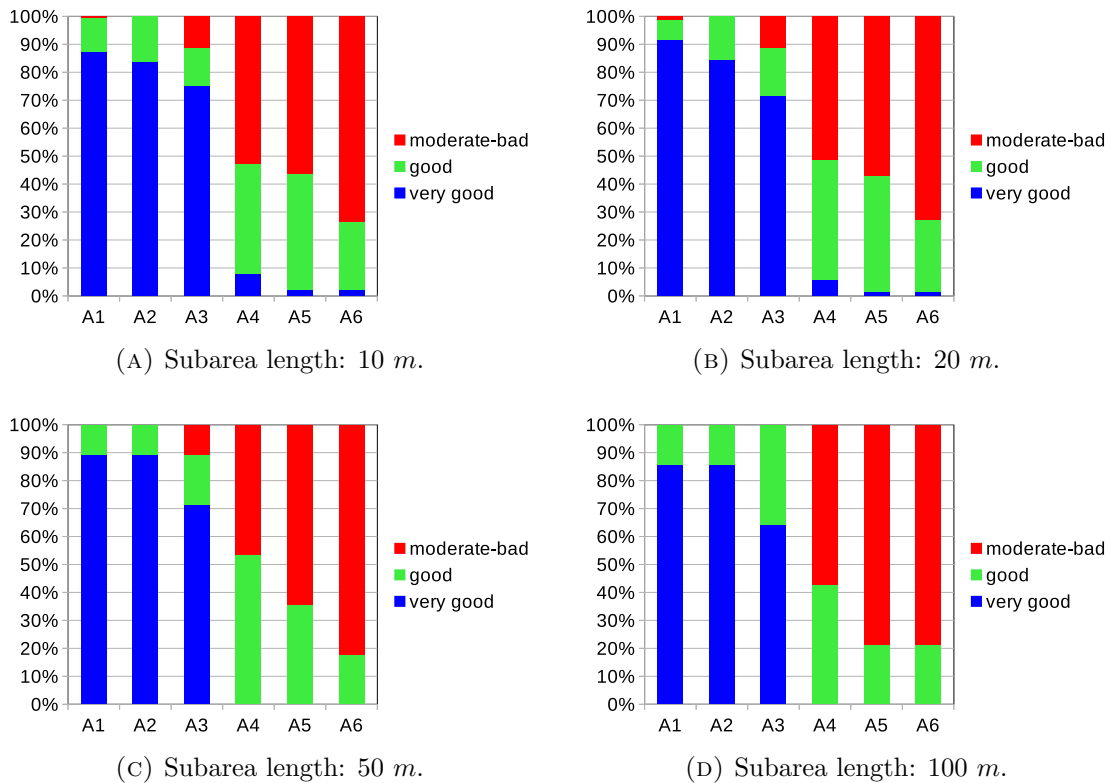 100%
90%
80%
70%
60%
50%
40%
30%
20%
10%
0%
A1 A2 A3 A4 A5 A6
moderate-bad
good
very good
(A) Subarea length: 10 m.
100%
90%
80%
70%
60%
50%
40%
30%
20%
10%
0%
A1 A2 A3 A4 A5 A6
moderate-bad
good
very good
(B) Subarea length: 20 m.
100%
90%
80%
70%
60%
50%
40%
30%
20%
10%
0%
A1 A2 A3 A4 A5 A6
moderate-bad
good
very good
(C) Subarea length: 50 m.
100%
90%
80%
70%
60%
50%
40%
30%
20%
10%
0%
A1 A2 A3 A4 A5 A6
moderate-bad
good
very good
(D) Subarea length: 100 m.